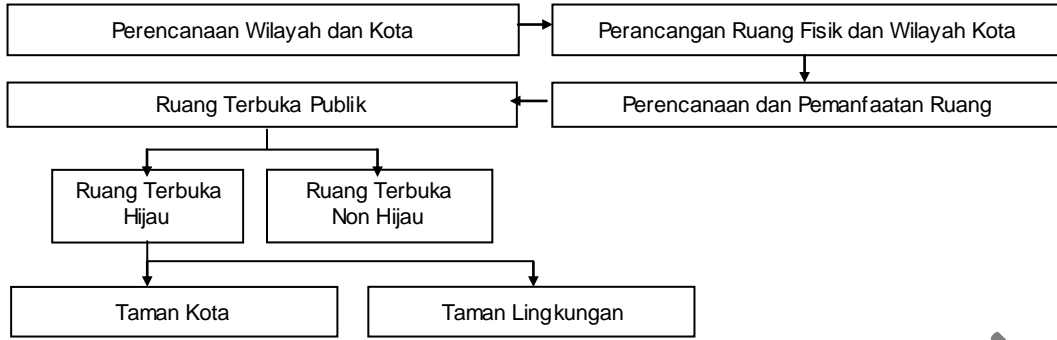 Perencanaan Wilayah dan Kota
Perancangan Ruang Fisik dan Wilayah Kota
Ruang Terbuka Publik
Perencanaan dan Pemanfaatan Ruang
Ruang Terbuka
Hijau
Ruang Terbuka
Non Hijau
Taman Kota
Taman Lingkungan